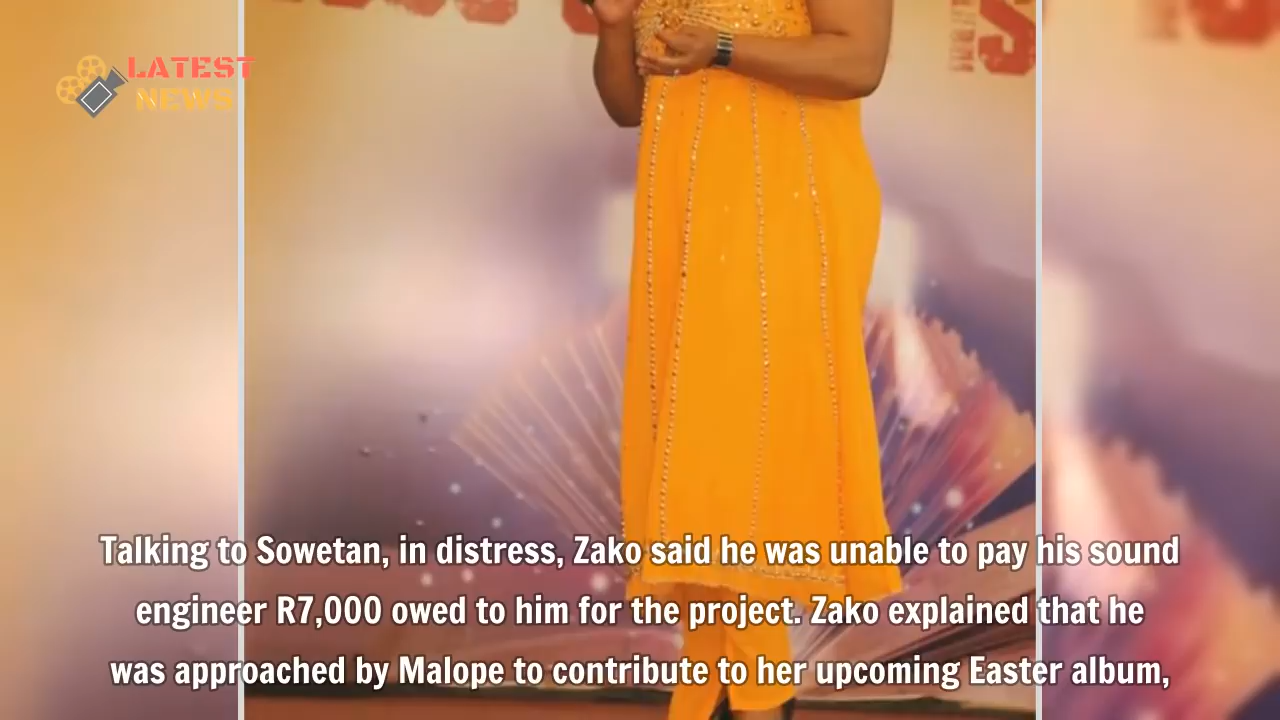 LATEST
NEWS
Talking to Sowetan, in distress, Zako said he was unable to pay his sound
engineer R7,000 owed to him for the project. Zako explained that he
was approached by Malope to contribute to her upcoming Easter album,